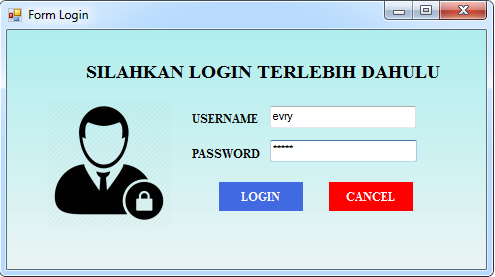 Form Login
SILAHKAN LOGIN TERLEBIH DAHULU
USERNAME evry
PASSWORD *****
LOGIN CANCEL